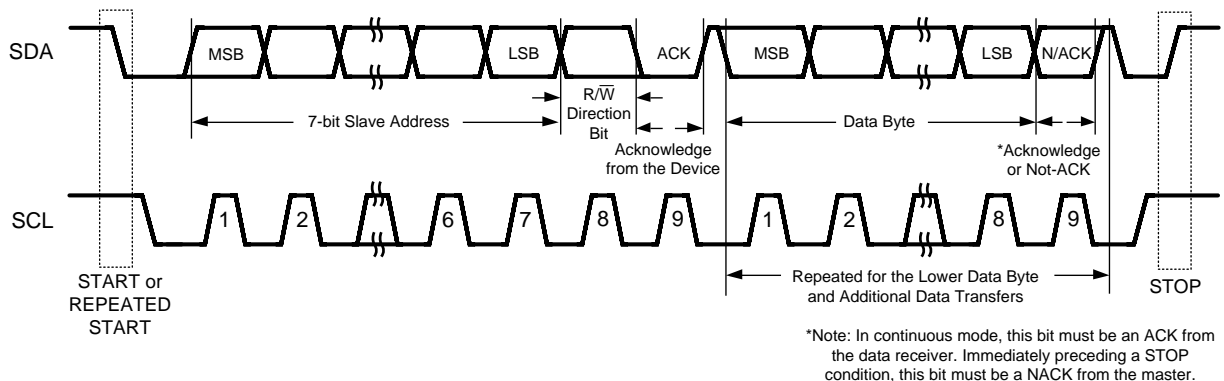 SDA
MSB
LSB
ACK
MSB
LSB
N/ACK
7-bit Slave Address
R/W̅
Direction
Bit
Data Byte
Acknowledge
from the Device
*Acknowledge
or Not-ACK
SCL
1
2
6
7
8
9
1
2
8
9
START or
REPEATED
START
Repeated for the Lower Data Byte
and Additional Data Transfers
STOP
*Note: In continuous mode, this bit must be an ACK from
the data receiver. Immediately preceding a STOP
condition, this bit must be a NACK from the master.